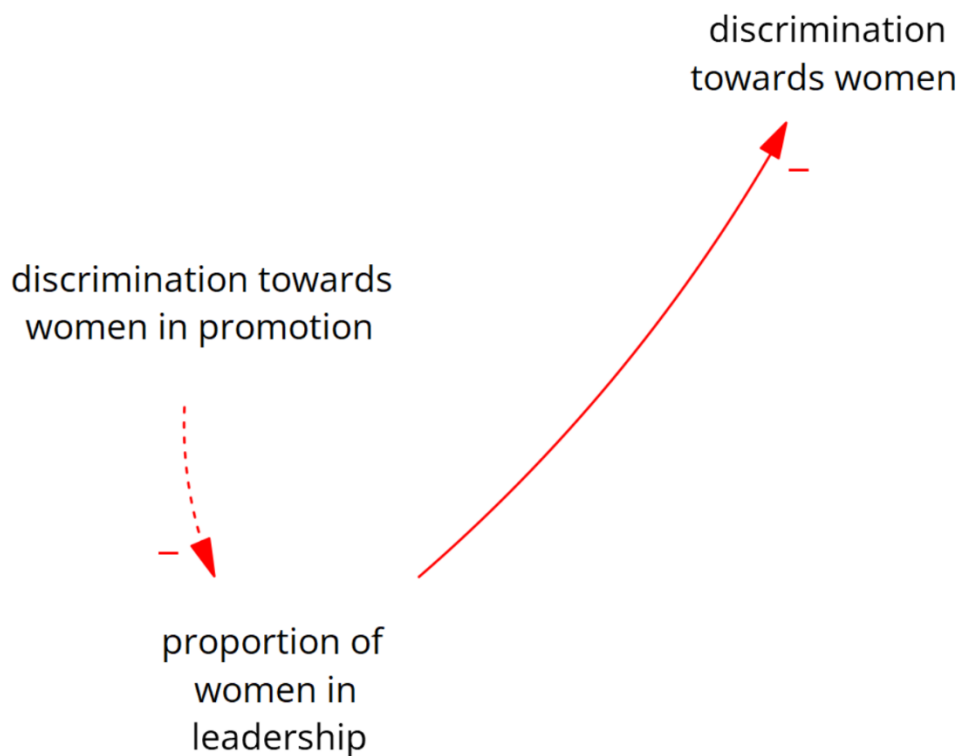 discrimination
towards women
–
discrimination towards
women in promotion
–
proportion of
women in
leadership